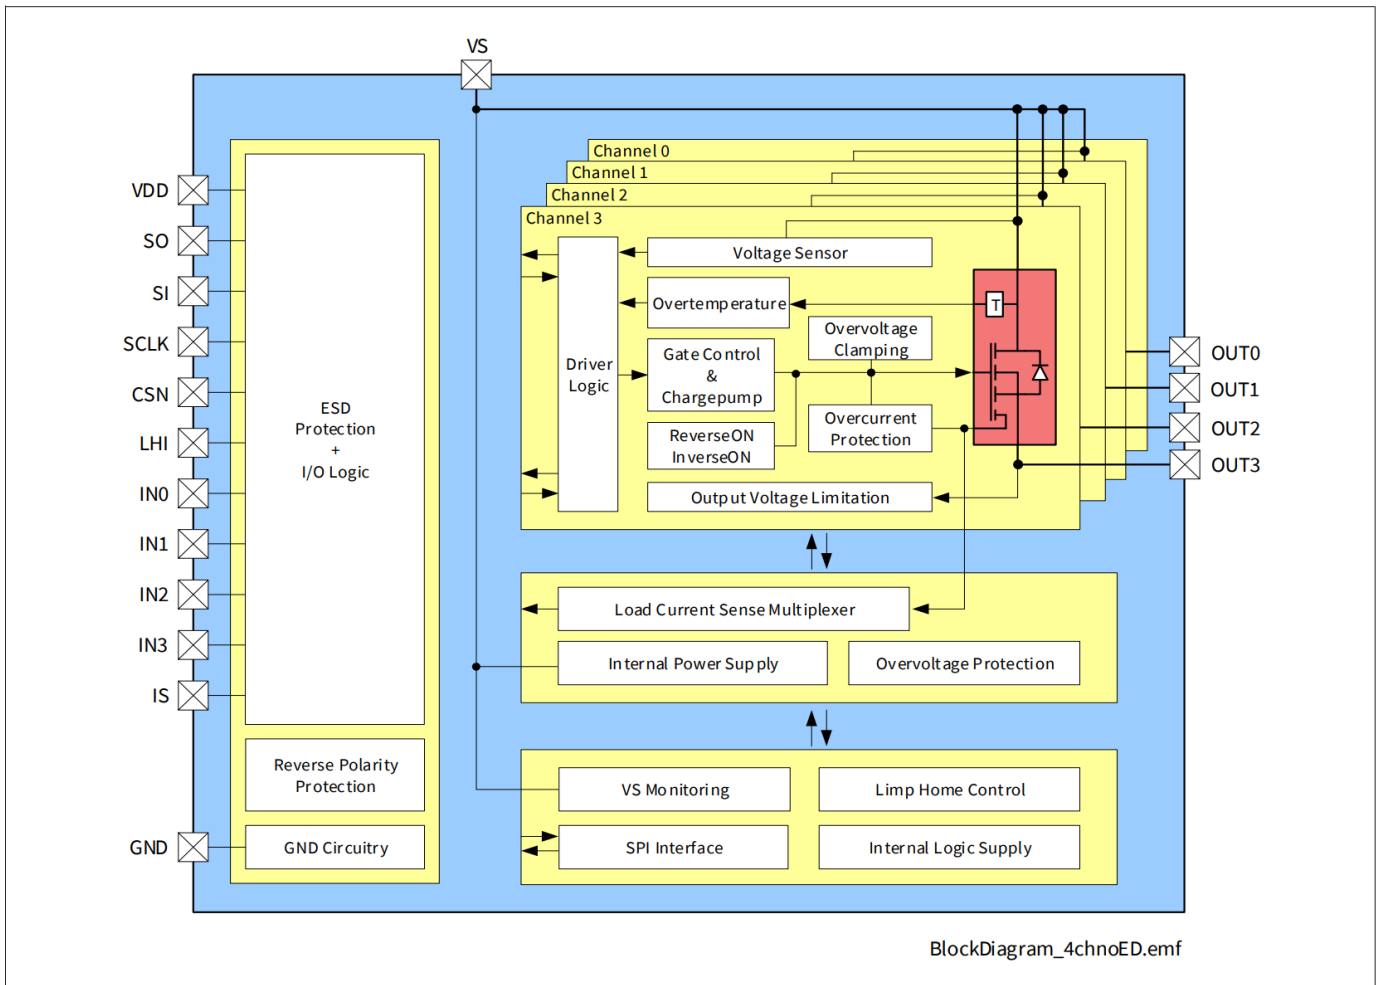 VS
VDD
SO
SI
SCLK
CSN
LHI
IN0
IN1
IN2
IN3
IS
GND
ESD
Protection
+
I/O Logic
Reverse Polarity
Protection
GND Circuitry
Channel 0
Channel 1
Channel 2
Channel 3
Driver
Logic
Voltage Sensor
Overtemperature
T
Overvoltage
Clamping
Gate Control
&
Chargepump
Overcurrent
Protection
ReverseON
InverseON
Output Voltage Limitation
OUT0
OUT1
OUT2
OUT3
Load Current Sense Multiplexer
Internal Power Supply
Overvoltage Protection
VS Monitoring
Limp Home Control
SPI Interface
Internal Logic Supply
BlockDiagram_4chnoED.emf